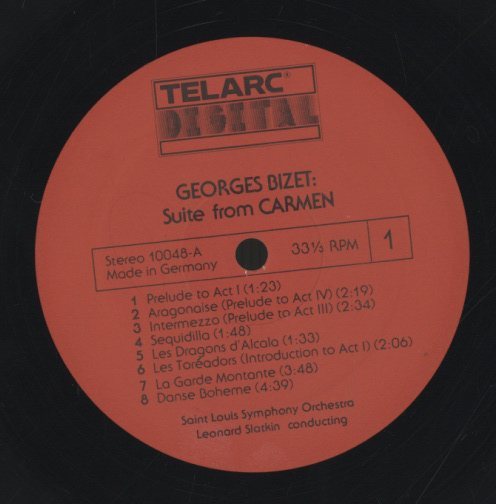 TELARC®
DIGITAL
GEORGES BIZET:
Suite from CARMEN
Stereo 10048-A
Made in Germany
33⅓ RPM
1
1 Prelude to Act I (1:23)
2 Aragonaise (Prelude to Act IV) (2:19)
3 Intermezzo (Prelude to Act III) (2:34)
4 Sequidilla (1:48)
5 Les Dragons d'Alcalo (1:33)
6 Les Toréadors (Introduction to Act I) (2:06)
7 La Garde Montante (3:48)
8 Danse Boheme (4:39)
Saint Louis Symphony Orchestra
Leonard Slatkin conducting